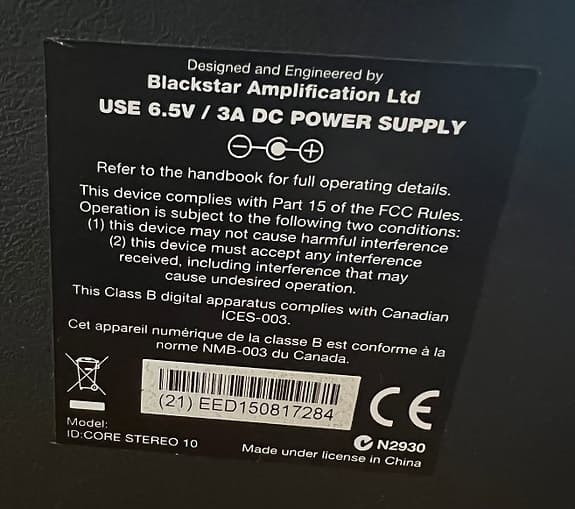 Designed and Engineered by
Blackstar Amplification Ltd
USE 6.5V / 3A DC POWER SUPPLY
Refer to the handbook for full operating details.
This device complies with Part 15 of the FCC Rules.
Operation is subject to the following two conditions:
(1) this device may not cause harmful interference
(2) this device must accept any interference
received, including interference that may
cause undesired operation.
This Class B digital apparatus complies with Canadian
ICES-003.
Cet appareil numérique de la classe B est conforme à la
norme NMB-003 du Canada.
(21) EED150817284
CE
N2930
Model:
ID:CORE STEREO 10
Made under license in China